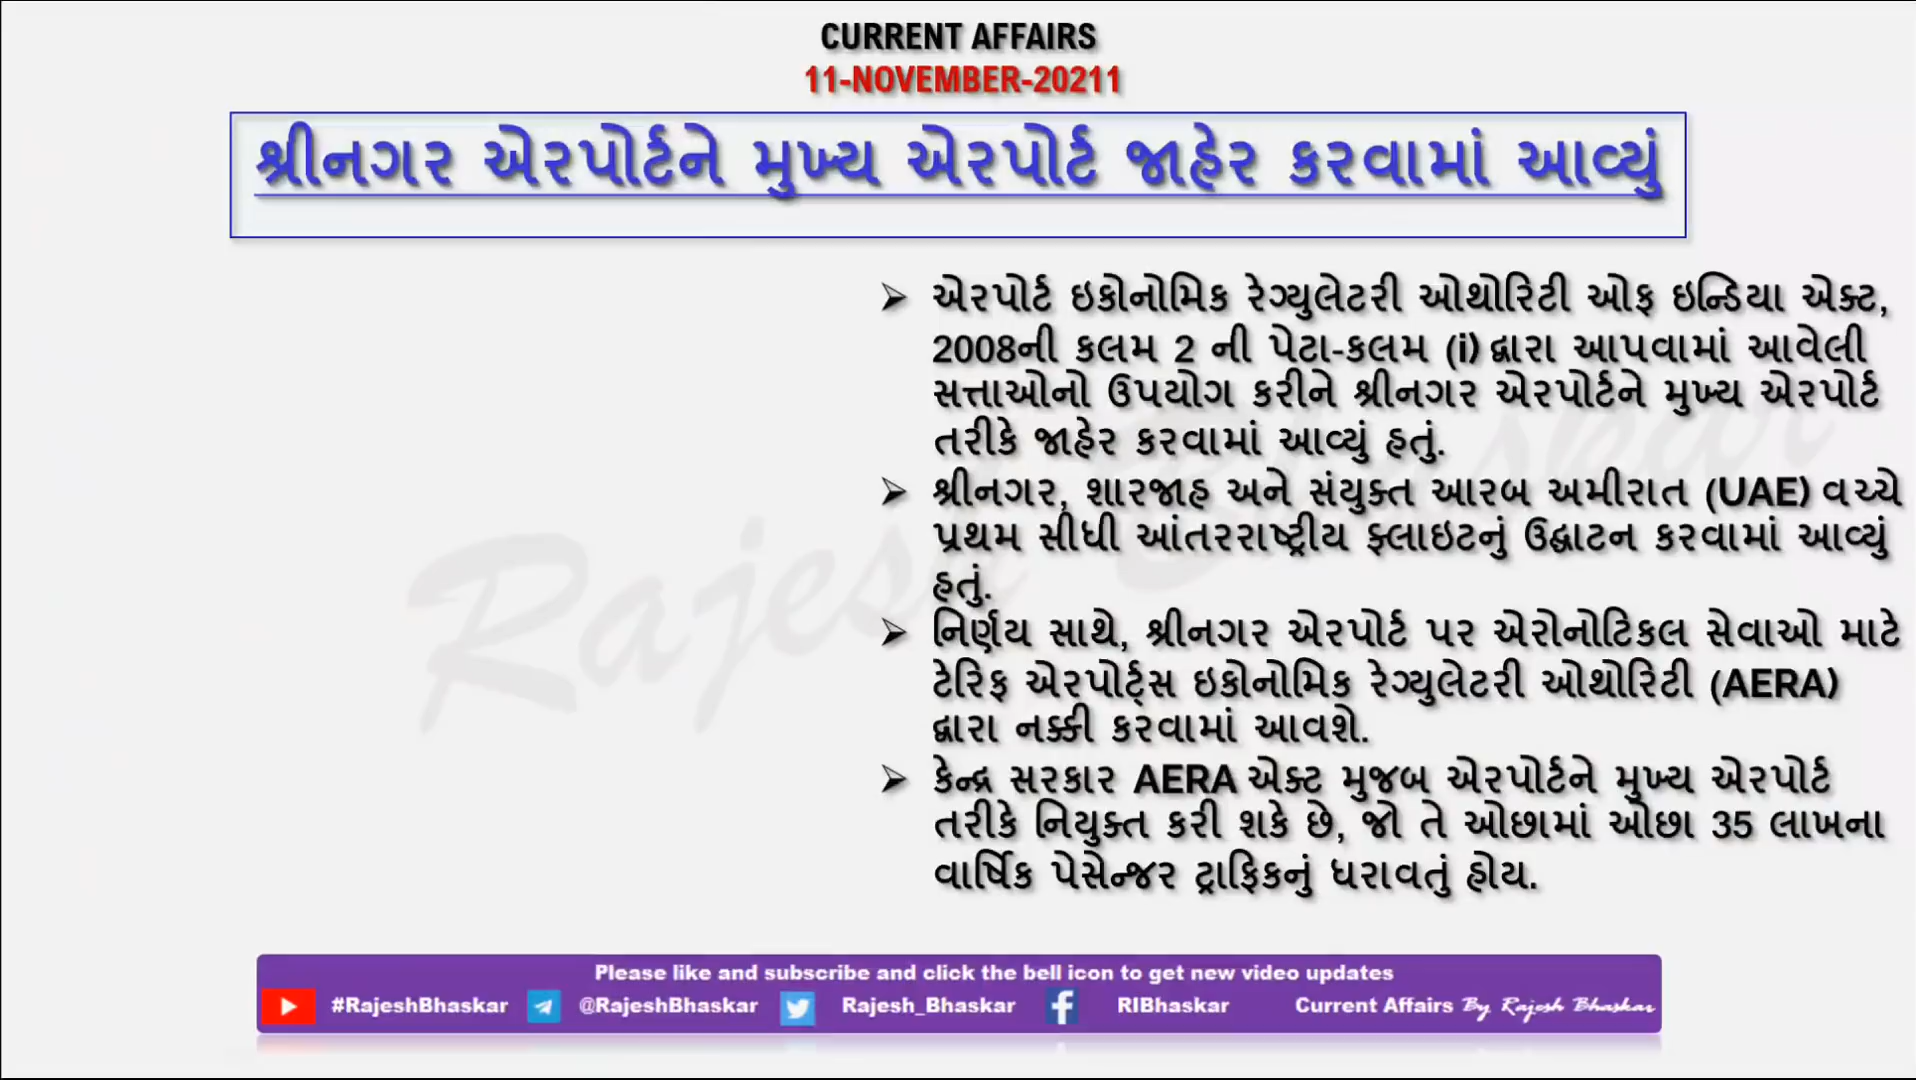 CURRENT AFFAIRS
11-NOVEMBER-20211
શ્રીનગર એરપોર્ટને મુખ્ય એરપોર્ટ જાહેર કરવામાં આવ્યું
➢ એરપોર્ટ ઇકોનોમિક રેગ્યુલેટરી ઓથોરિટી ઓફ ઇન્ડિયા એક્ટ,
2008ની કલમ 2 ની પેટા-કલમ (i) દ્વારા આપવામાં આવેલી
સત્તાઓનો ઉપયોગ કરીને શ્રીનગર એરપોર્ટને મુખ્ય એરપોર્ટ
તરીકે જાહેર કરવામાં આવ્યું હતું.
➢ શ્રીનગર, શારજાહ અને સંયુક્ત આરબ અમીરાત (UAE) વચ્ચે
પ્રથમ સીધી આંતરરાષ્ટ્રીય ફ્લાઇટનું ઉદ્ઘાટન કરવામાં આવ્યું
હતું.
➢ નિર્ણય સાથે, શ્રીનગર એરપોર્ટ પર એરોનોટિકલ સેવાઓ માટે
ટેરિફ એરપોર્ટ્સ ઇકોનોમિક રેગ્યુલેટરી ઓથોરિટી (AERA)
દ્વારા નક્કી કરવામાં આવશે.
➢ કેન્દ્ર સરકાર AERA એક્ટ મુજબ એરપોર્ટને મુખ્ય એરપોર્ટ
તરીકે નિયુક્ત કરી શકે છે, જો તે ઓછામાં ઓછા 35 લાખના
વાર્ષિક પેસેન્જર ટ્રાફિકનું ધરાવતું હોય.
Rajesh Bhaskar
Please like and subscribe and click the bell icon to get new video updates
#RajeshBhaskar @RajeshBhaskar Rajesh_Bhaskar RIBhaskar Current Affairs By Rajesh Bhaskar